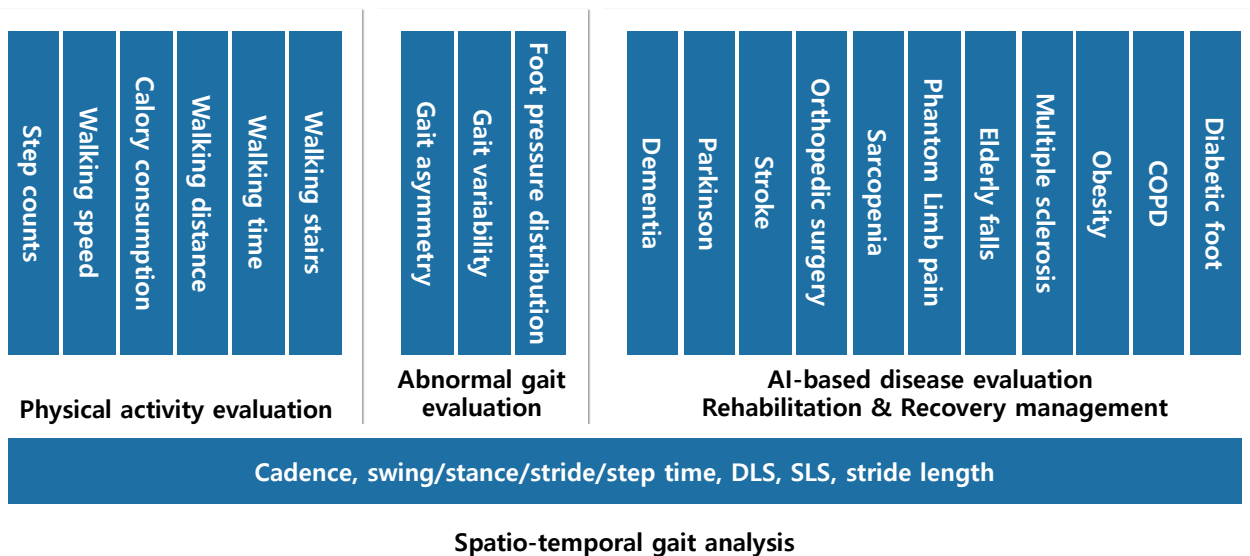 Step counts
Walking speed
Calory consumption
Walking distance
Walking time
Walking stairs
Physical activity evaluation
Gait asymmetry
Gait variability
Foot pressure distribution
Abnormal gait
evaluation
Dementia
Parkinson
Stroke
Orthopedic surgery
Sarcopenia
Phantom Limb pain
Elderly falls
Multiple sclerosis
Obesity
COPD
Diabetic foot
AI-based disease evaluation
Rehabilitation & Recovery management
Cadence, swing/stance/stride/step time, DLS, SLS, stride length
Spatio-temporal gait analysis